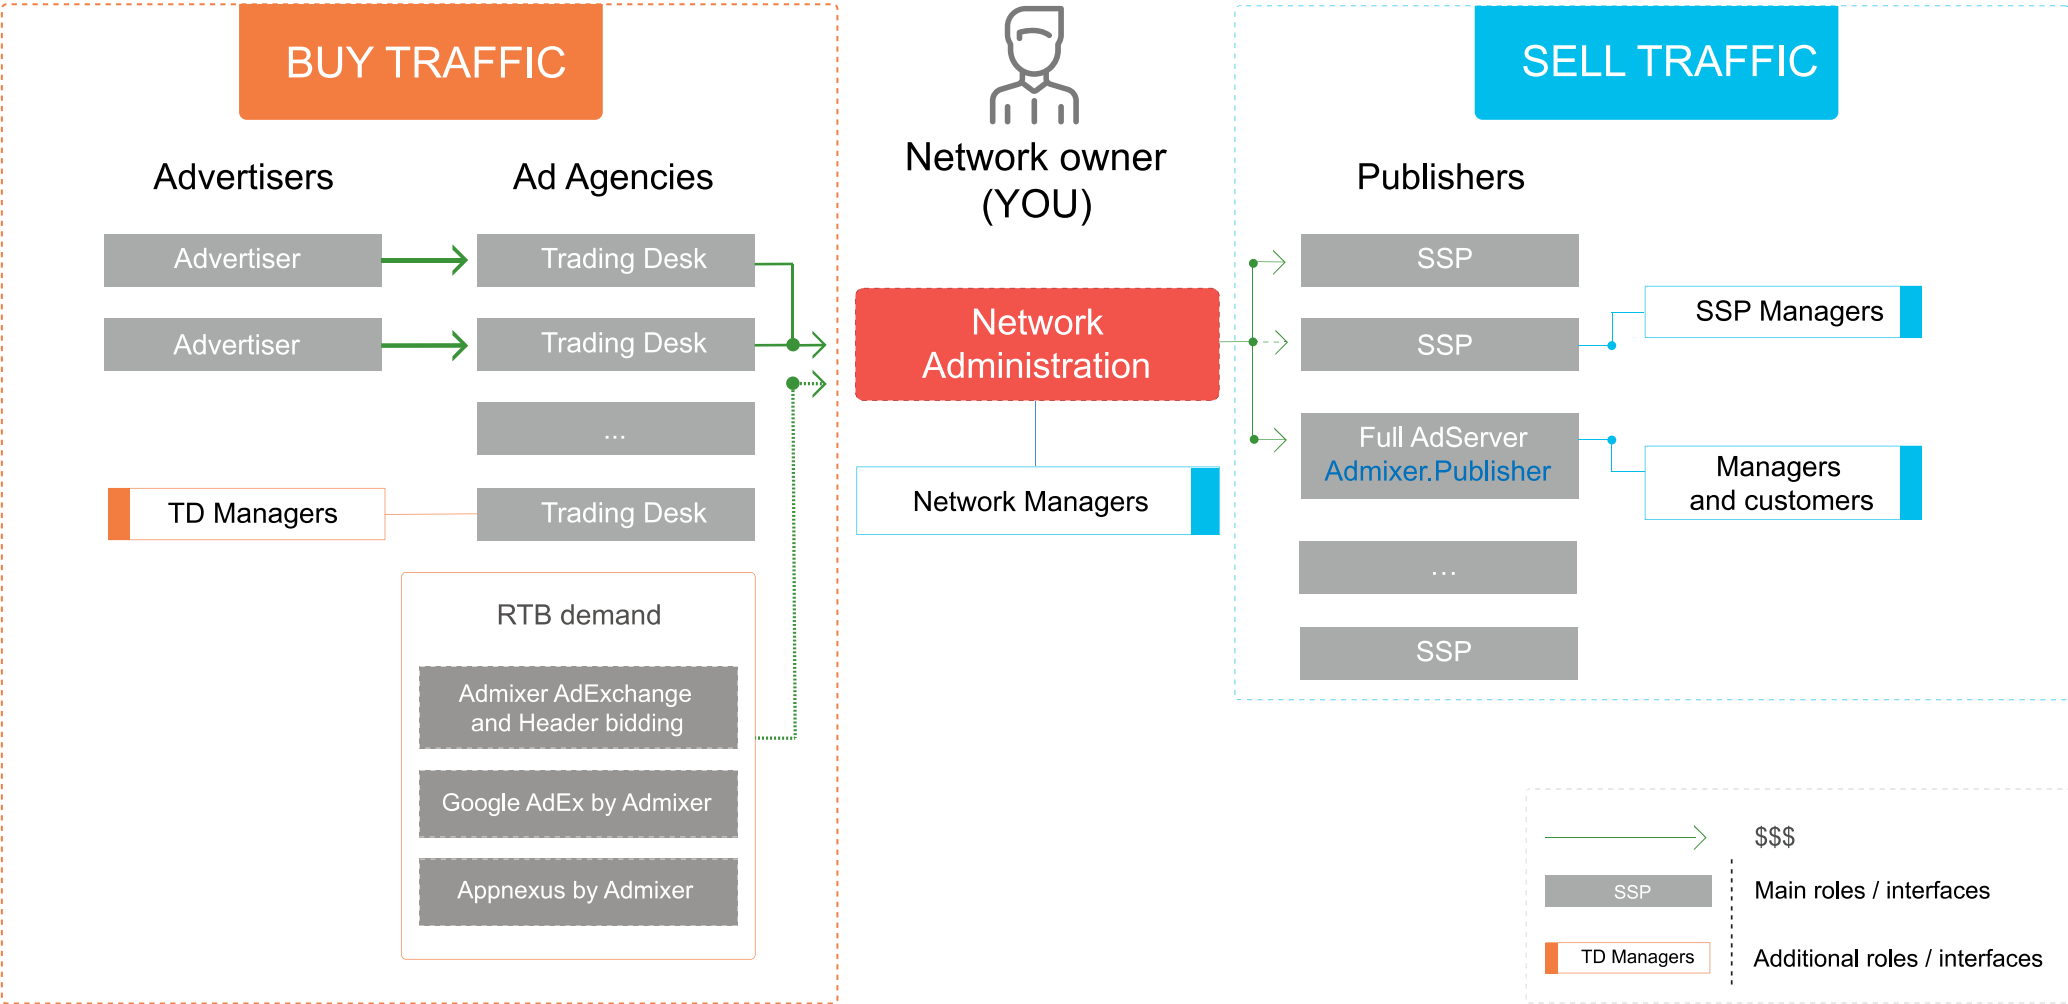 BUY TRAFFIC
Advertisers
Ad Agencies
Advertiser
Trading Desk
Advertiser
Trading Desk
...
TD Managers
Trading Desk
RTB demand
Admixer AdExchange
and Header bidding
Google AdEx by Admixer
Appnexus by Admixer
Network owner
(YOU)
Network
Administration
Network Managers
SELL TRAFFIC
Publishers
SSP
SSP
SSP Managers
Full AdServer
Admixer.Publisher
Managers
and customers
...
SSP
$$$
SSP
Main roles / interfaces
TD Managers
Additional roles / interfaces